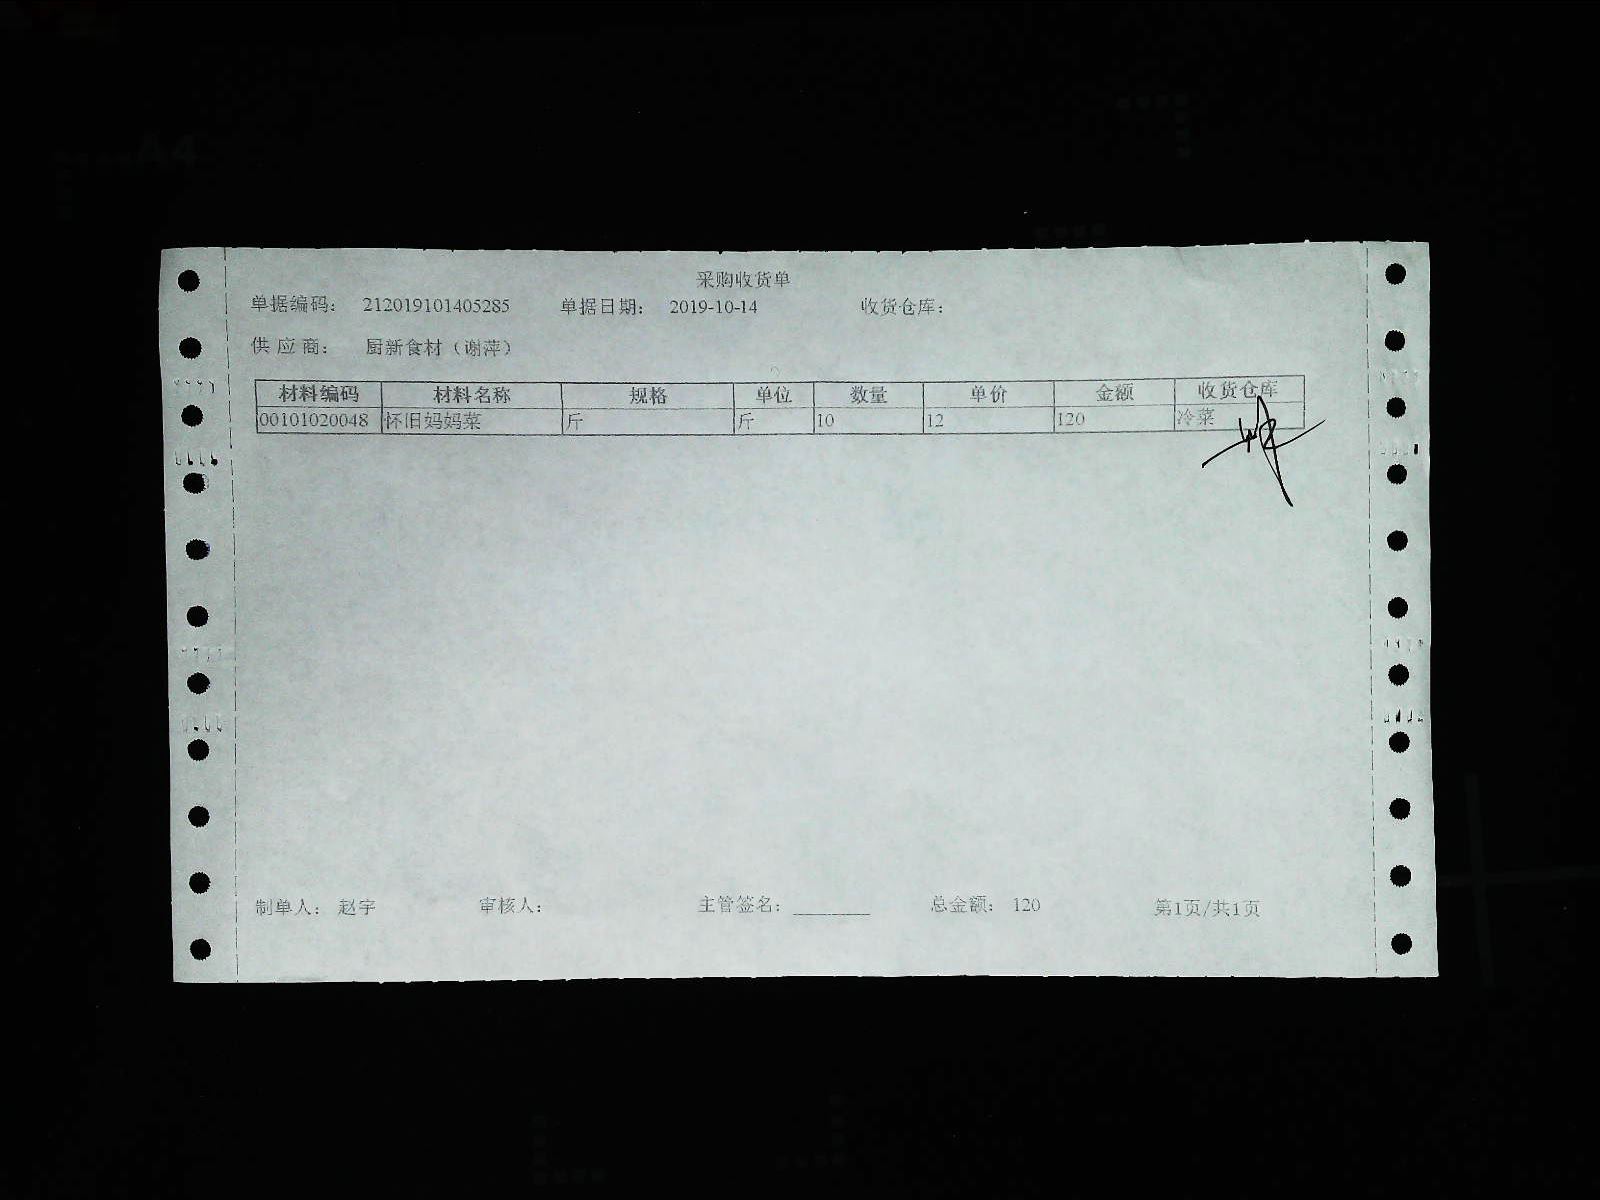 采购收货单
单据编码： 212019101405285 单据日期： 2019-10-14 收货仓库：
供 应 商： 厨新食材（谢萍）
材料编码 材料名称 规格 单位 数量 单价 金额 收货仓库
00101020048 怀旧妈妈菜 斤 斤 10 12 120 冷菜
制单人： 赵宇 审核人： 主管签名：________ 总金额： 120 第1页/共1页